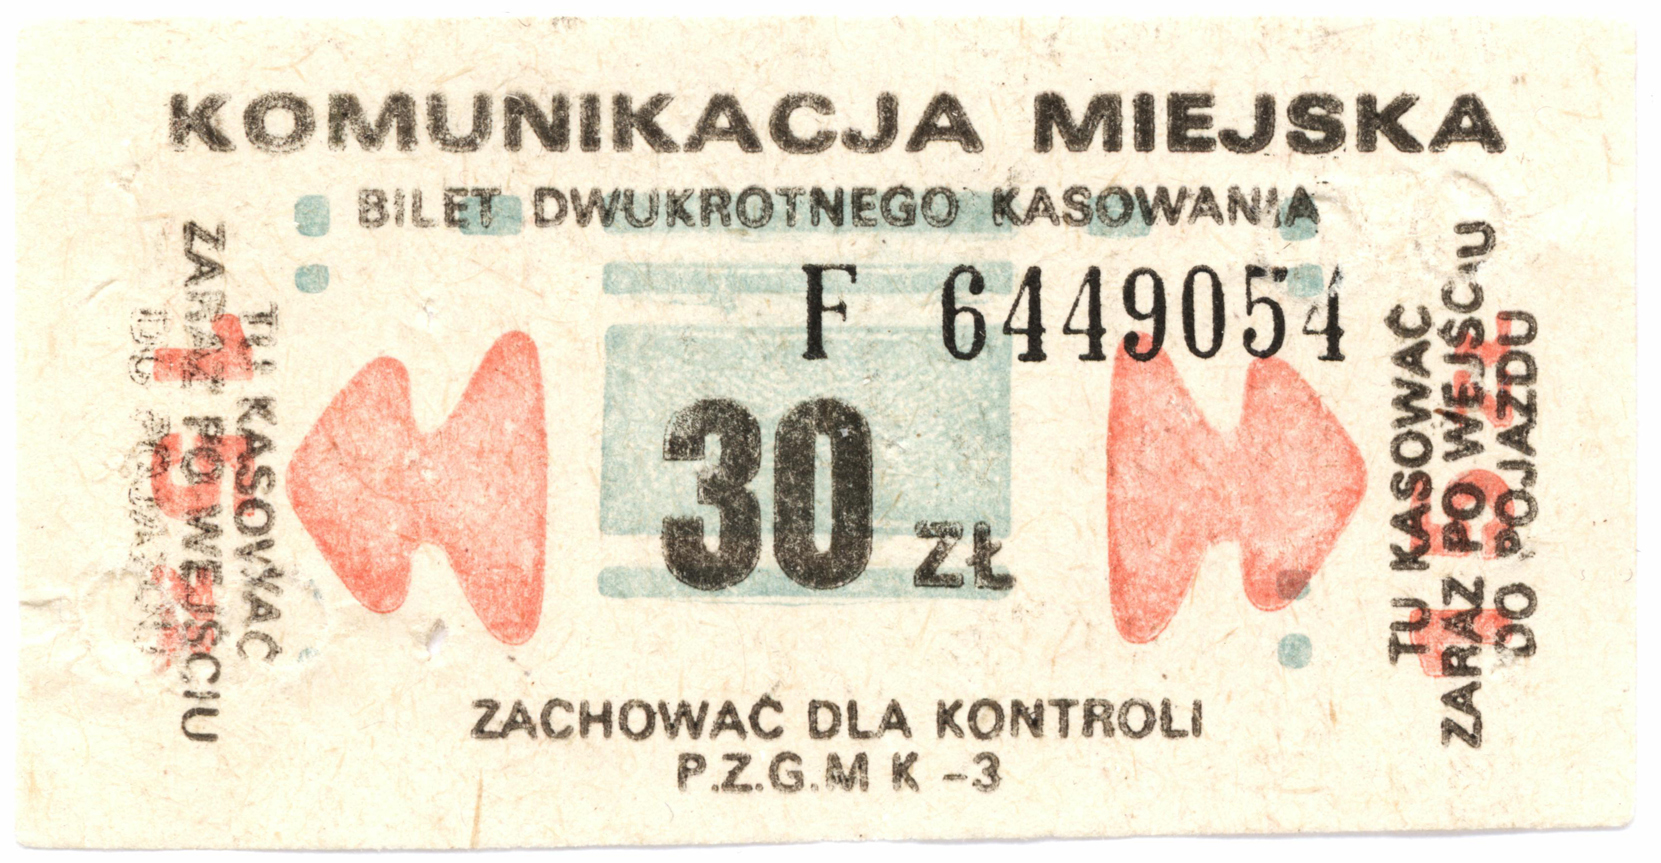 KOMUNIKACJA MIEJSKA
BILET DWUKROTNEGO KASOWANIA
F 6449054
30 ZŁ
TU KASOWAĆ
ZARAZ PO WEJŚCIU
TU KASOWAĆ
ZARAZ PO WEJŚCIU
DO POJAZDU
ZACHOWAĆ DLA KONTROLI
P.Z.G.M K -3